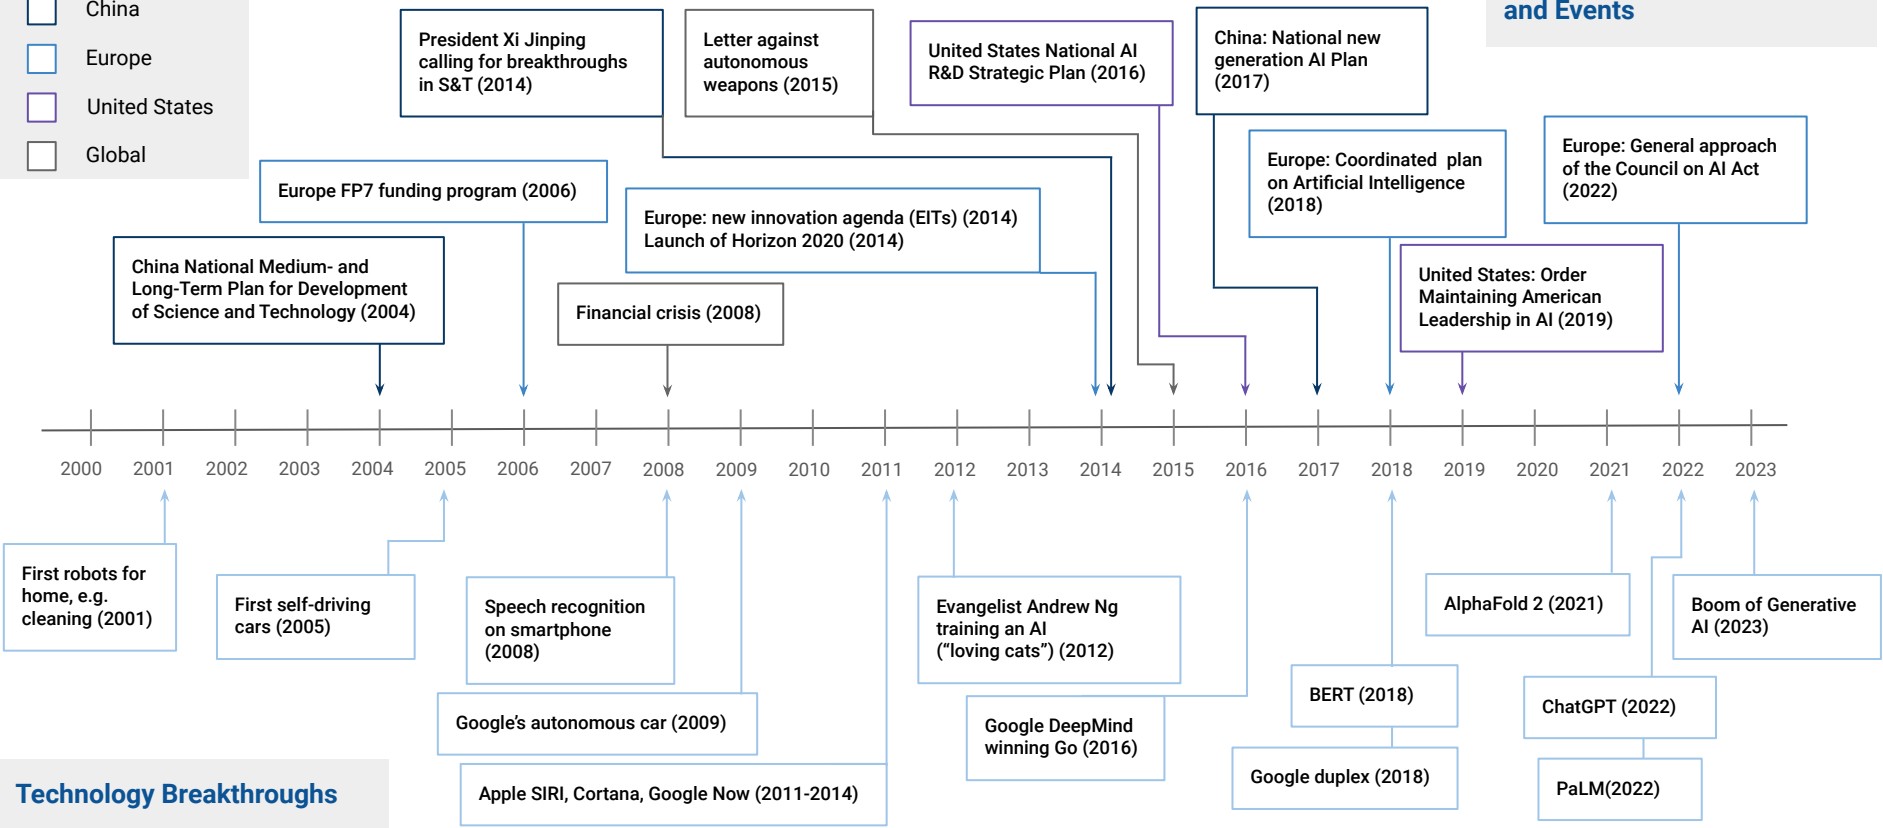 China
Europe
United States
Global
and Events
President Xi Jinping
calling for breakthroughs
in S&T (2014)
Letter against
autonomous
weapons (2015)
United States National AI
R&D Strategic Plan (2016)
China: National new
generation AI Plan
(2017)
Europe FP7 funding program (2006)
Europe: new innovation agenda (EITs) (2014)
Launch of Horizon 2020 (2014)
Europe: Coordinated plan
on Artificial Intelligence
(2018)
Europe: General approach
of the Council on AI Act
(2022)
China National Medium- and
Long-Term Plan for Development
of Science and Technology (2004)
Financial crisis (2008)
United States: Order
Maintaining American
Leadership in AI (2019)
2000 2001 2002 2003 2004 2005 2006 2007 2008 2009 2010 2011 2012 2013 2014 2015 2016 2017 2018 2019 2020 2021 2022 2023
First robots for
home, e.g.
cleaning (2001)
First self-driving
cars (2005)
Speech recognition
on smartphone
(2008)
Google’s autonomous car (2009)
Apple SIRI, Cortana, Google Now (2011-2014)
Evangelist Andrew Ng
training an AI
(“loving cats”) (2012)
Google DeepMind
winning Go (2016)
BERT (2018)
Google duplex (2018)
AlphaFold 2 (2021)
ChatGPT (2022)
PaLM(2022)
Boom of Generative
AI (2023)
Technology Breakthroughs